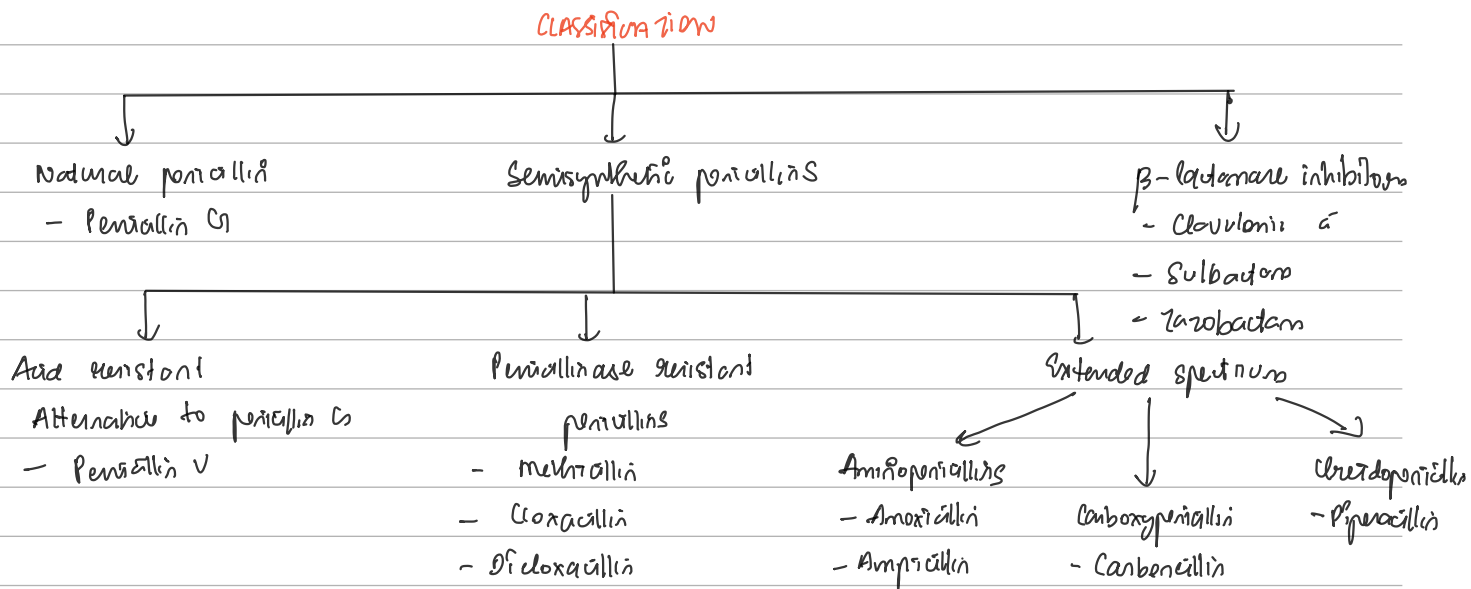 CLASSIFICATION
Natural penicillin
- Penicillin G
Semisynthetic penicillins
β-lactamase inhibitors
- Clavulanic a
- Sulbactam
- Tazobactam
Acid resistant
Alternative to penicillin G
- Penicillin V
Penicillinase resistant
penicillins
- Methicillin
- Cloxacillin
- Dicloxacillin
Extended spectrum
Aminopenicillins
- Amoxicillin
- Ampicillin
Carboxypenicillin
- Carbenicillin
Ureidopenicillin
- Piperacillin